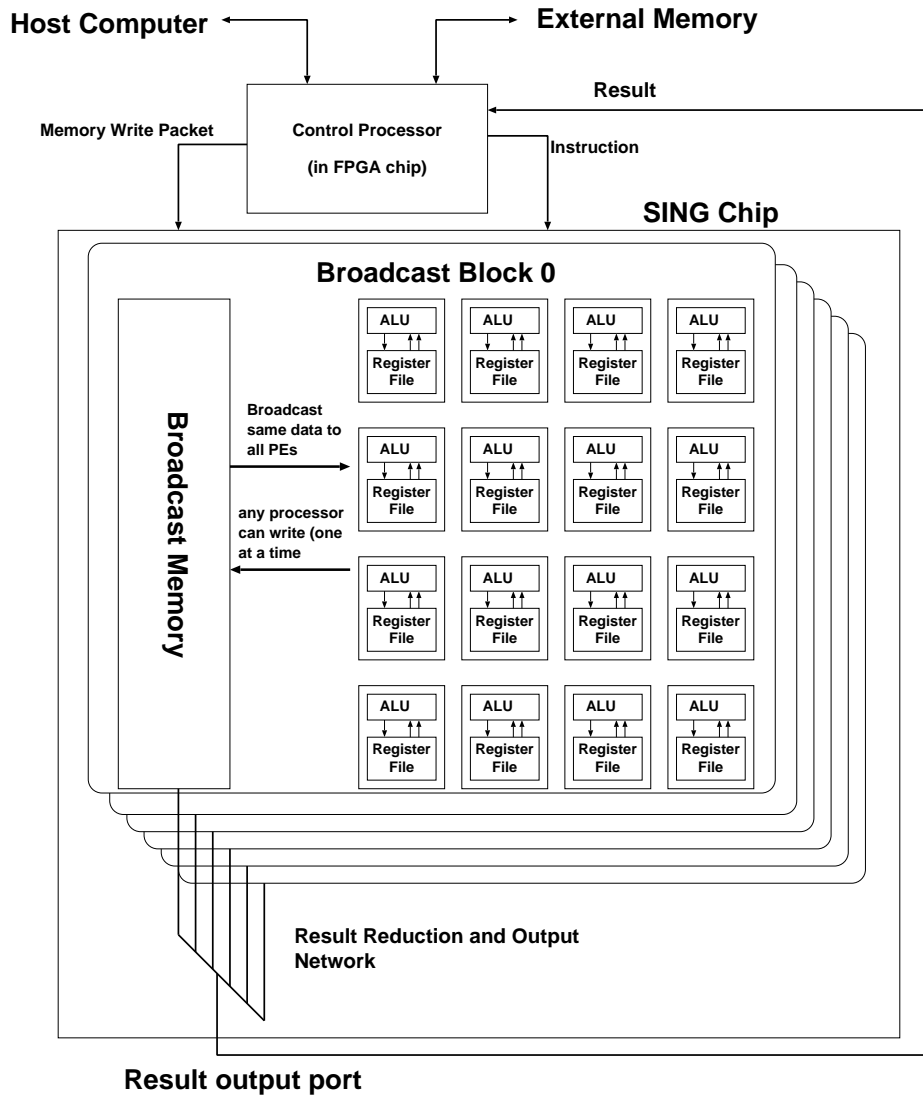 Host Computer
External Memory
Result
Memory Write Packet
Control Processor
(in FPGA chip)
Instruction
SING Chip
Broadcast Block 0
Broadcast Memory
Broadcast
same data to
all PEs
any processor
can write (one
at a time
ALU
Register
File
ALU
Register
File
ALU
Register
File
ALU
Register
File
ALU
Register
File
ALU
Register
File
ALU
Register
File
ALU
Register
File
ALU
Register
File
ALU
Register
File
ALU
Register
File
ALU
Register
File
ALU
Register
File
ALU
Register
File
ALU
Register
File
ALU
Register
File
Result Reduction and Output
Network
Result output port